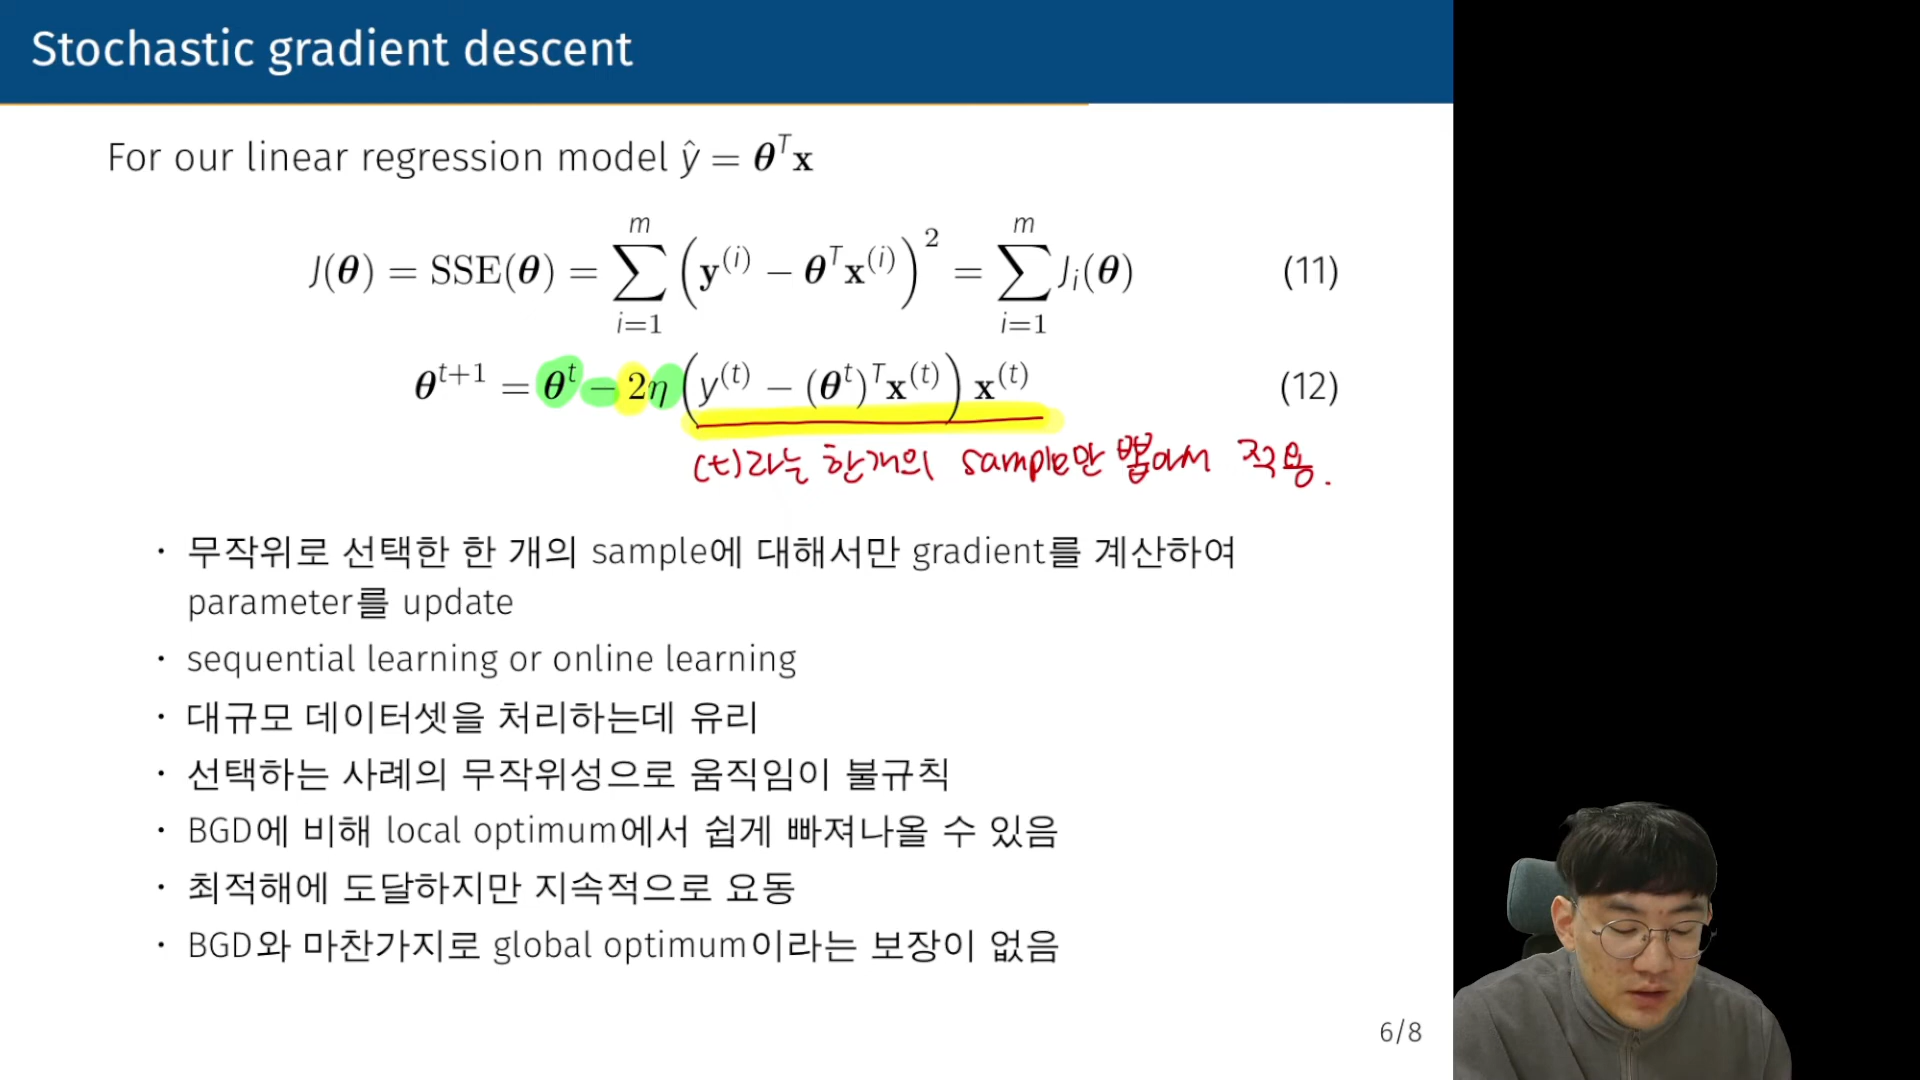 Stochastic gradient descent
For our linear regression model ŷ = θᵀx
J(θ) = SSE(θ) = ∑ᵢ₌₁ᵐ (y⁽ⁱ⁾ − θᵀx⁽ⁱ⁾)² = ∑ᵢ₌₁ᵐ Jᵢ(θ) (11)
θᵗ⁺¹ = θᵗ − 2η (y⁽ᵗ⁾ − (θᵗ)ᵀx⁽ᵗ⁾) x⁽ᵗ⁾ (12)
(t)라는 한개의 sample만 뽑아서 적용.
· 무작위로 선택한 한 개의 sample에 대해서만 gradient를 계산하여
parameter를 update
· sequential learning or online learning
· 대규모 데이터셋을 처리하는데 유리
· 선택하는 사례의 무작위성으로 움직임이 불규칙
· BGD에 비해 local optimum에서 쉽게 빠져나올 수 있음
· 최적해에 도달하지만 지속적으로 요동
· BGD와 마찬가지로 global optimum이라는 보장이 없음
6/8